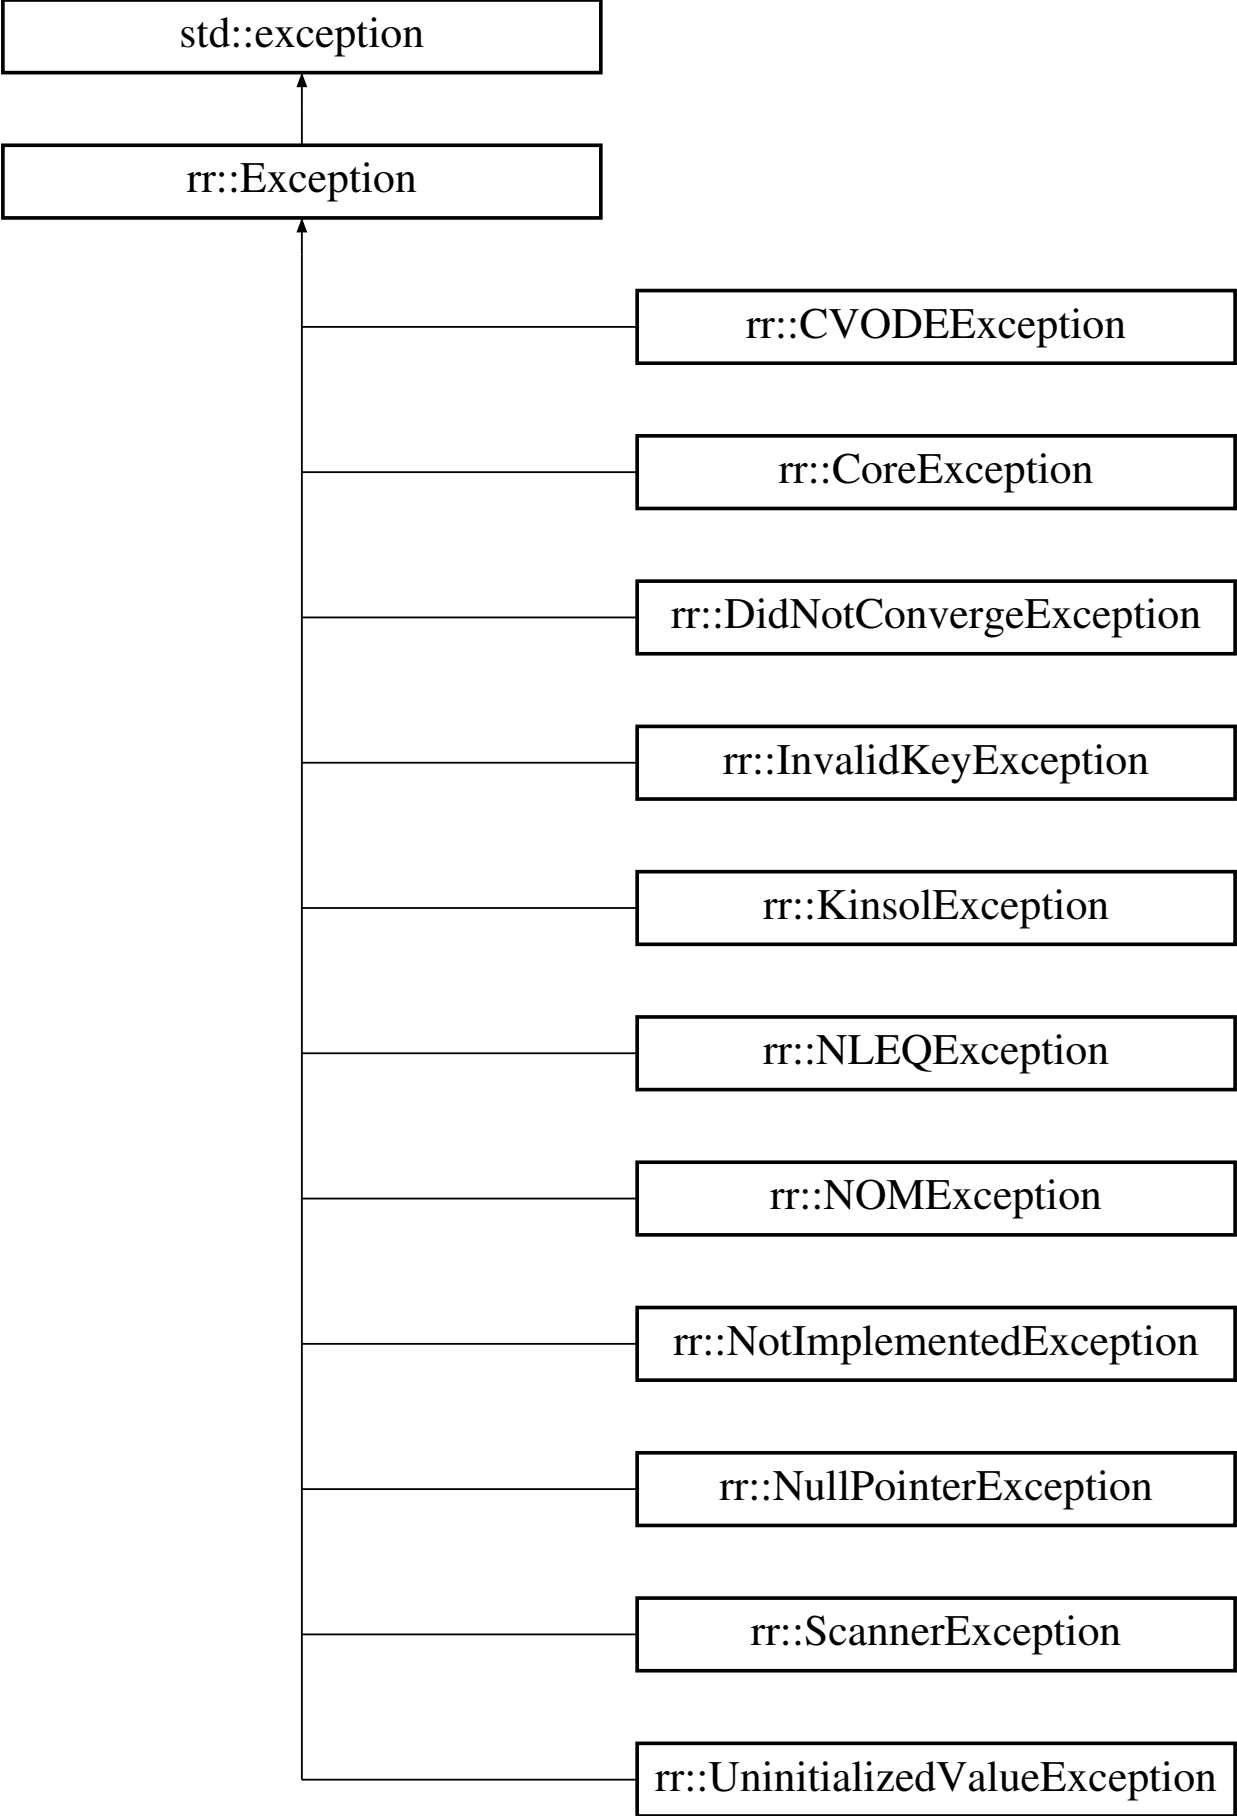 std::exception
rr::Exception
rr::CVODEException
rr::CoreException
rr::DidNotConvergeException
rr::InvalidKeyException
rr::KinsolException
rr::NLEQException
rr::NOMException
rr::NotImplementedException
rr::NullPointerException
rr::ScannerException
rr::UninitializedValueException